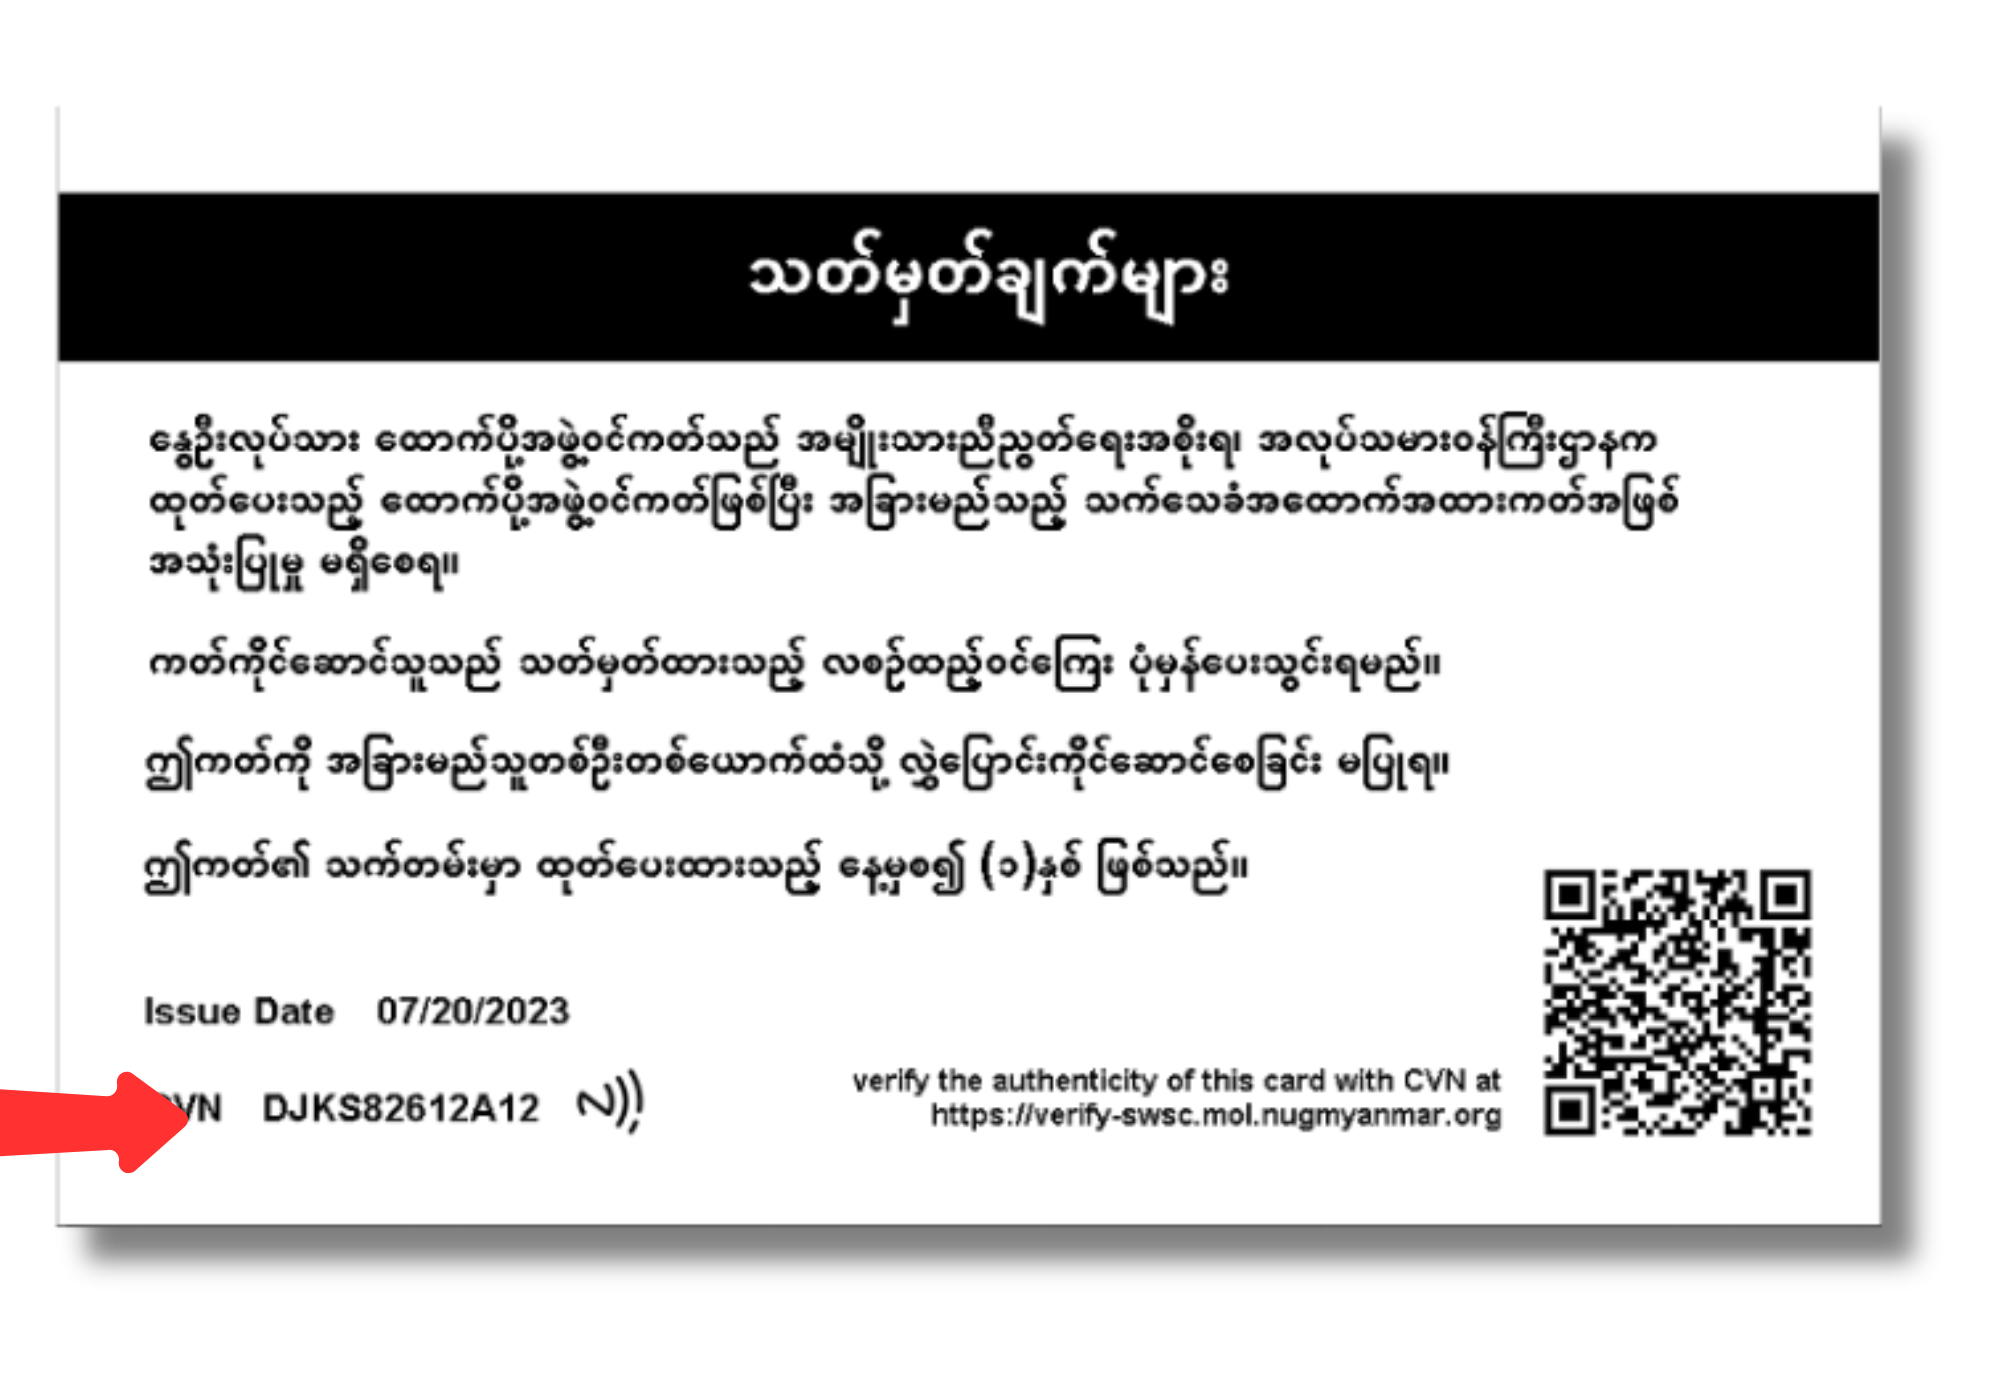 သတ်မှတ်ချက်များ
နွေဦးလုပ်သား ထောက်ပို့အဖွဲ့ဝင်ကတ်သည် အမျိုးသားညီညွတ်ရေးအစိုးရ၊ အလုပ်သမားဝန်ကြီးဌာနက
ထုတ်ပေးသည့် ထောက်ပို့အဖွဲ့ဝင်ကတ်ဖြစ်ပြီး အခြားမည်သည့် သက်သေခံအထောက်အထားကတ်အဖြစ်
အသုံးပြုမှု မရှိစေရ။
ကတ်ကိုင်ဆောင်သူသည် သတ်မှတ်ထားသည့် လစဉ်ထည့်ဝင်ကြေး ပုံမှန်ပေးသွင်းရမည်။
ဤကတ်ကို အခြားမည်သူတစ်ဦးတစ်ယောက်ထံသို့ လွှဲပြောင်းကိုင်ဆောင်စေခြင်း မပြုရ။
ဤကတ်၏ သက်တမ်းမှာ ထုတ်ပေးထားသည့် နေ့မှစ၍ (၁)နှစ် ဖြစ်သည်။
Issue Date 07/20/2023
CVN DJKS82612A12
verify the authenticity of this card with CVN at
https://verify-swsc.mol.nugmyanmar.org